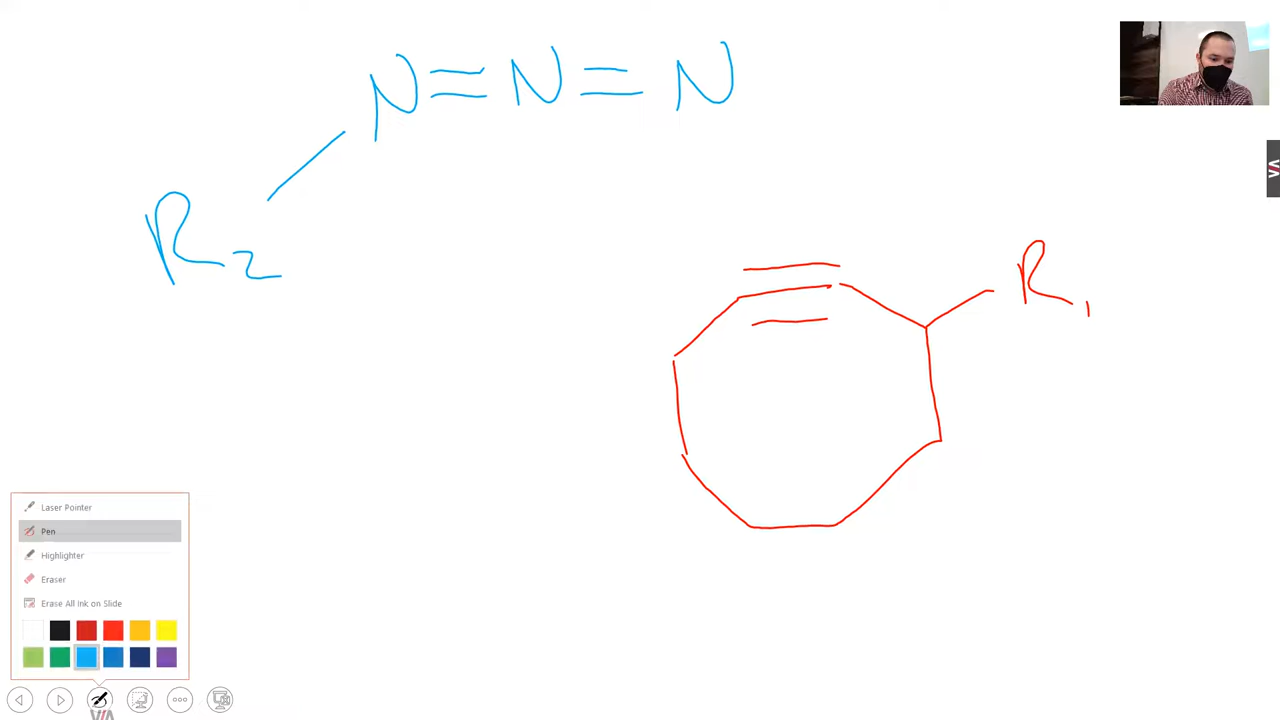 N=N=N
R2
R1
Laser Pointer
Pen
Highlighter
Eraser
Erase All Ink on Slide